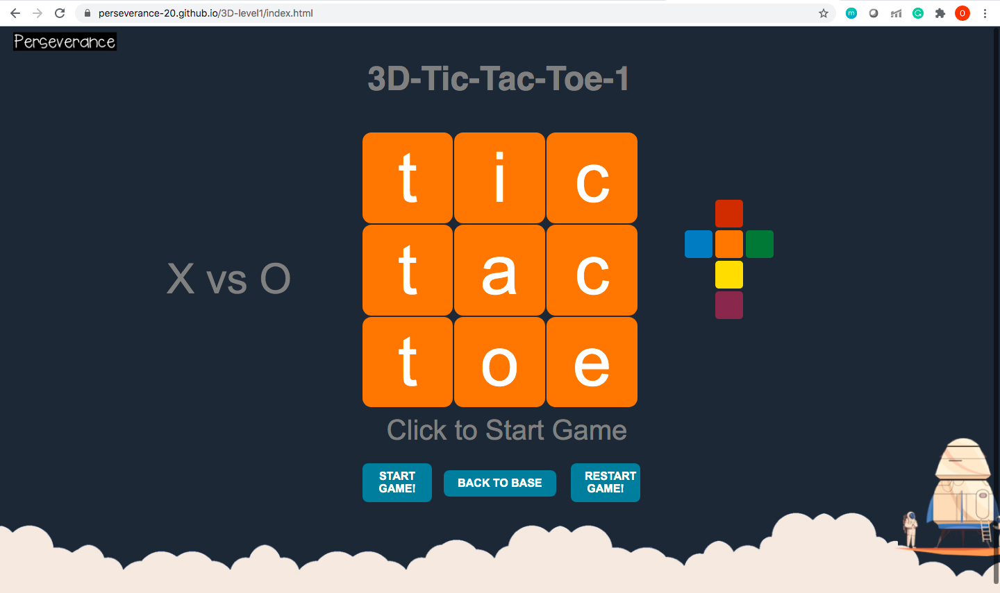 perseverance-20.github.io/3D-level1/index.html
m
G
O
Perseverance
3D-Tic-Tac-Toe-1
t i c
t a c
t o e
X vs O
Click to Start Game
START GAME!
BACK TO BASE
RESTART GAME!